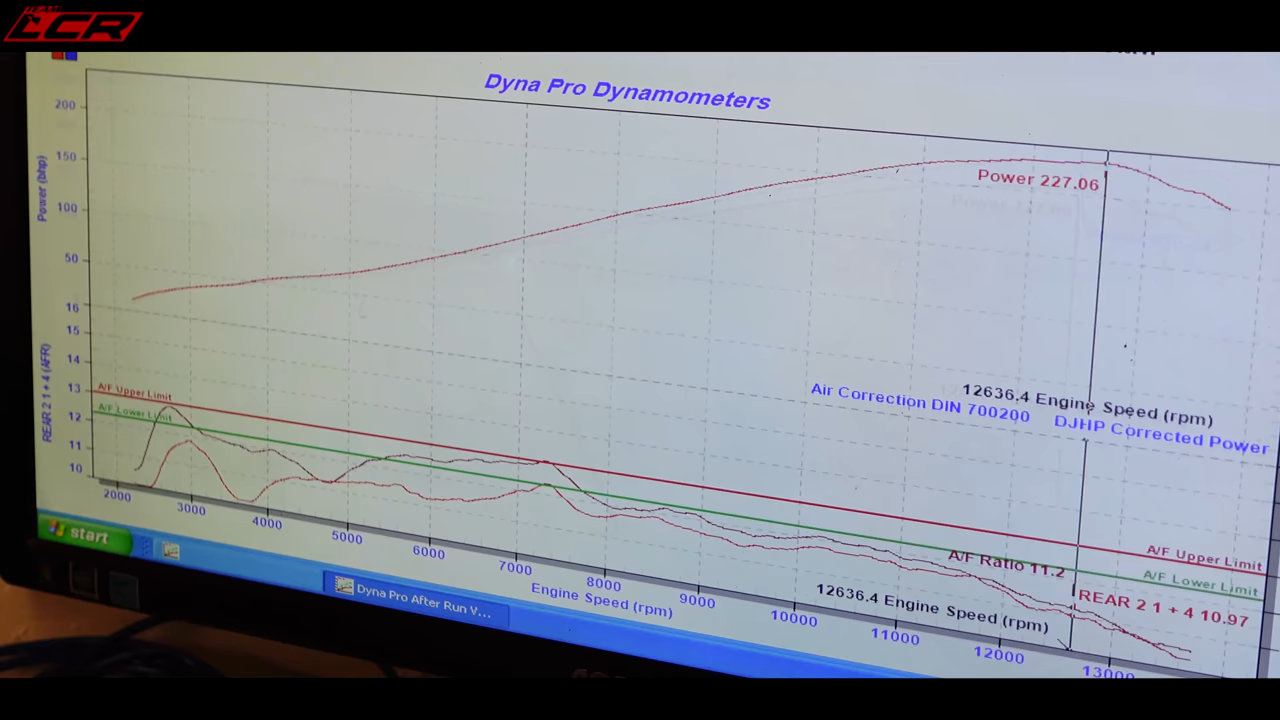 LCR
Dyna Pro Dynamometers
200
150
100
50
Power (bhp)
Power 227.06
16
15
14
13
12
11
10
REAR 2 1 + 4 (AFR)
A/F Upper Limit
A/F Lower Limit
12636.4 Engine Speed (rpm)
Air Correction DIN 700200
DJHP Corrected Power
A/F Upper Limit
A/F Ratio 11.2
A/F Lower Limit
REAR 2 1 + 4 10.97
12636.4 Engine Speed (rpm)
2000
3000
4000
5000
6000
7000
8000
9000
10000
11000
12000
13000
Engine Speed (rpm)
start
Dyna Pro After Run V...